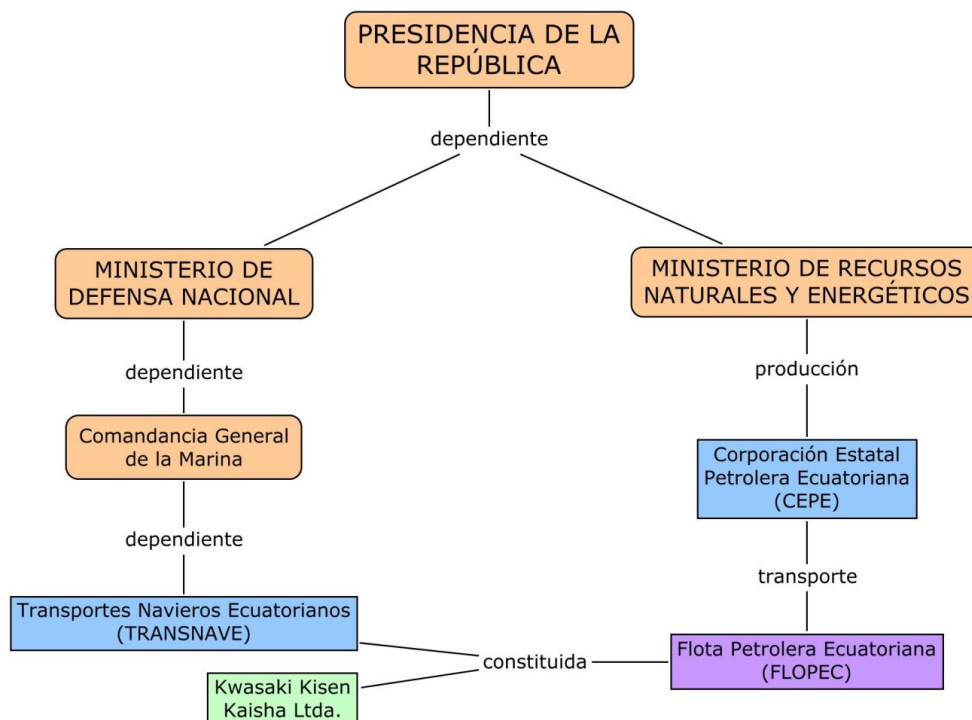 PRESIDENCIA DE LA
REPÚBLICA
dependiente
MINISTERIO DE
DEFENSA NACIONAL
MINISTERIO DE RECURSOS
NATURALES Y ENERGÉTICOS
dependiente
producción
Comandancia General
de la Marina
Corporación Estatal
Petrolera Ecuatoriana
(CEPE)
dependiente
transporte
Transportes Navieros Ecuatorianos
(TRANSNAVE)
constituida
Flota Petrolera Ecuatoriana
(FLOPEC)
Kwasaki Kisen
Kaisha Ltda.